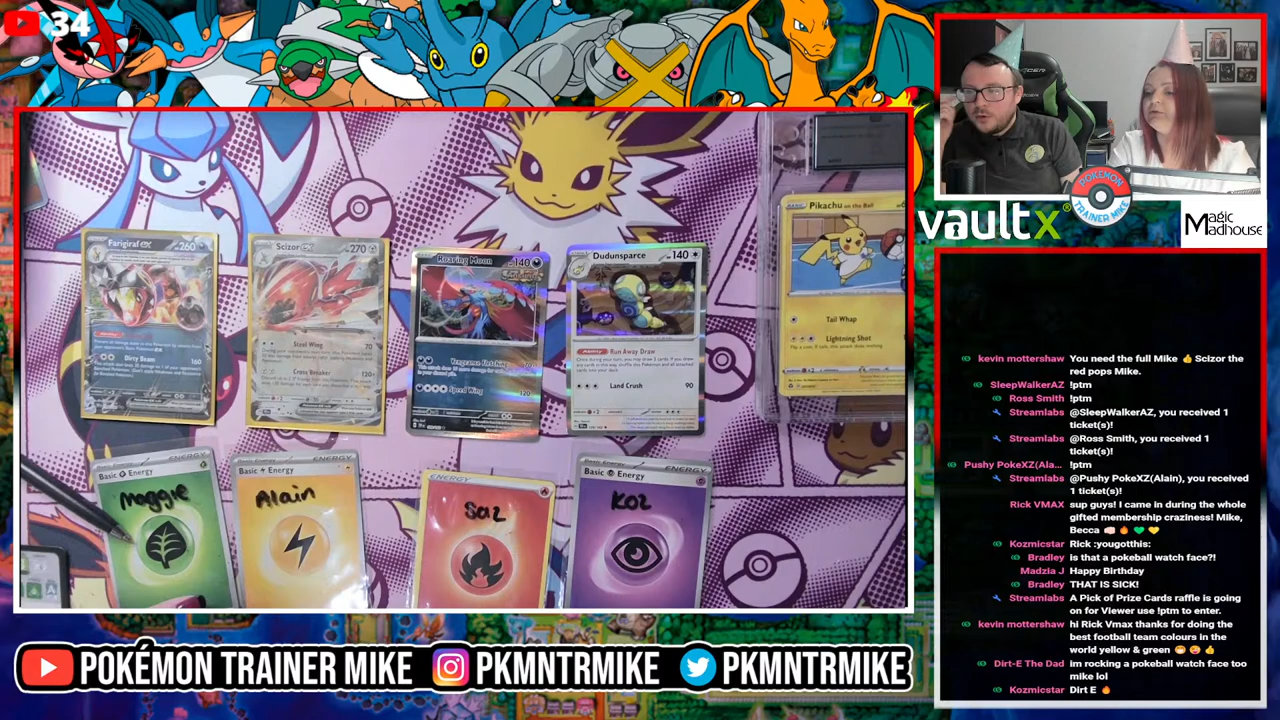 34
Farigiraf ex 260
Dirty Beam 160
Scizor ex 270
Steel Wing 70
Cross Breaker 120×
Roaring Moon 140
Vengeance Fletching 70×
Speed Wing 120
Dudunsparce 140
Ability Run Away Draw
Land Crush 90
BASIC Pikachu on the Ball
Tail Whap
Lightning Shot
Basic Energy ENERGY
Maggie
Basic Energy ENERGY
Alain
ENERGY
Saz
Basic Energy ENERGY
Koz
vaultx®
POKÉMON
TRAINER MIKE
Magic
Madhouse
kevin mottershaw You need the full Mike 👍 Scizor the
red pops Mike.
SleepWalkerAZ !ptm
Ross Smith !ptm
Streamlabs @SleepWalkerAZ, you received 1
ticket(s)!
Streamlabs @Ross Smith, you received 1
ticket(s)!
Pushy PokeXZ(Ala... !ptm
Streamlabs @Pushy PokeXZ(Alain), you received
1 ticket(s)!
Rick VMAX sup guys! I came in during the whole
gifted membership craziness! Mike,
Becca 👊🏻 🔥 💚 💛
Kozmicstar Rick :yougotthis:
Bradley is that a pokeball watch face?!
Madzia J Happy Birthday
Bradley THAT IS SICK!
Streamlabs A Pick of Prize Cards raffle is going
on for Viewer use !ptm to enter.
kevin mottershaw hi Rick Vmax thanks for doing the
best football team colours in the
world yellow & green 😁 😜 👍
Dirt-E The Dad im rocking a pokeball watch face too
mike lol
Kozmicstar Dirt E 🔥
POKÉMON TRAINER MIKE PKMNTRMIKE PKMNTRMIKE